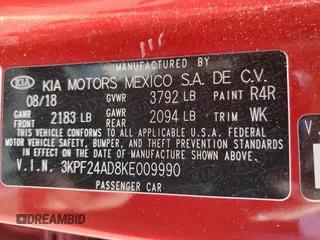 KIA KIA MOTORS MEXICO S.A. DE C.V.
08/18 GVWR 3792 LB PAINT R4R
GAWR FRONT 2183 LB GAWR REAR 2094 LB TRIM WK
THIS VEHICLE CONFORMS TO ALL APPLICABLE U.S. FEDERAL
MOTOR VEHICLE SAFETY, BUMPER, AND THEFT PREVENTION
STANDARDS IN EFFECT ON THE DATE OF MANUFACTURE
SHOWN ABOVE.
V.I.N. 3KPF24AD8KE009990
PASSENGER CAR
DREAMBID